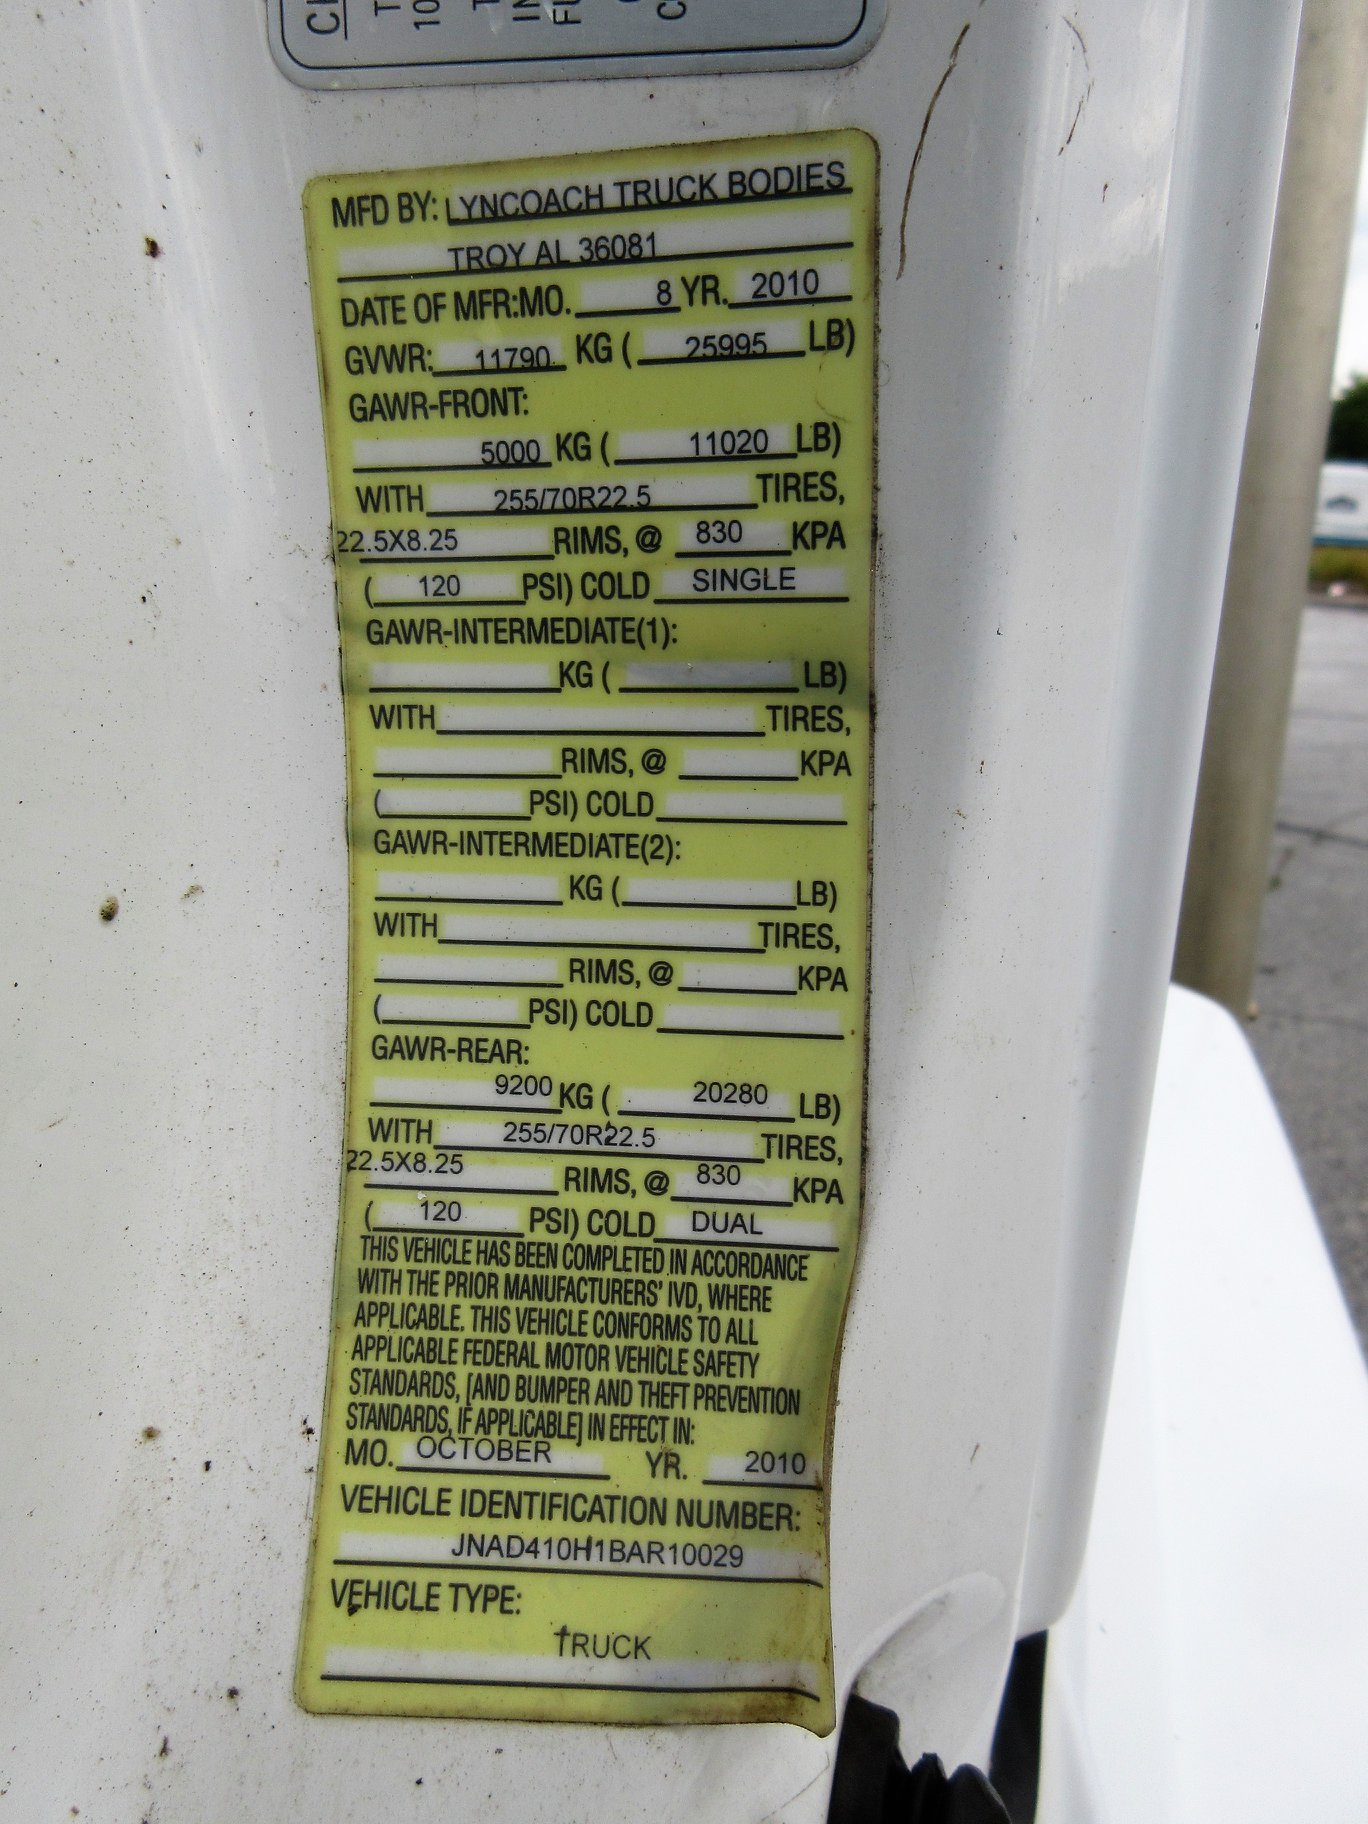 MFD BY: LYNCOACH TRUCK BODIES
TROY AL 36081
DATE OF MFR:MO. 8 YR. 2010
GVWR: 11790 KG ( 25995 LB)
GAWR-FRONT:
5000 KG ( 11020 LB)
WITH 255/70R22.5 TIRES,
22.5X8.25 RIMS, @ 830 KPA
( 120 PSI) COLD SINGLE
GAWR-INTERMEDIATE(1):
KG ( LB)
WITH TIRES,
RIMS, @ KPA
( PSI) COLD
GAWR-INTERMEDIATE(2):
KG ( LB)
WITH TIRES,
RIMS, @ KPA
( PSI) COLD
GAWR-REAR:
9200 KG ( 20280 LB)
WITH 255/70R22.5 TIRES,
22.5X8.25 RIMS, @ 830 KPA
( 120 PSI) COLD DUAL
THIS VEHICLE HAS BEEN COMPLETED IN ACCORDANCE
WITH THE PRIOR MANUFACTURERS' IVD, WHERE
APPLICABLE. THIS VEHICLE CONFORMS TO ALL
APPLICABLE FEDERAL MOTOR VEHICLE SAFETY
STANDARDS, [AND BUMPER AND THEFT PREVENTION
STANDARDS, IF APPLICABLE] IN EFFECT IN:
MO. OCTOBER YR. 2010
VEHICLE IDENTIFICATION NUMBER:
JNAD410H1BAR10029
VEHICLE TYPE:
TRUCK